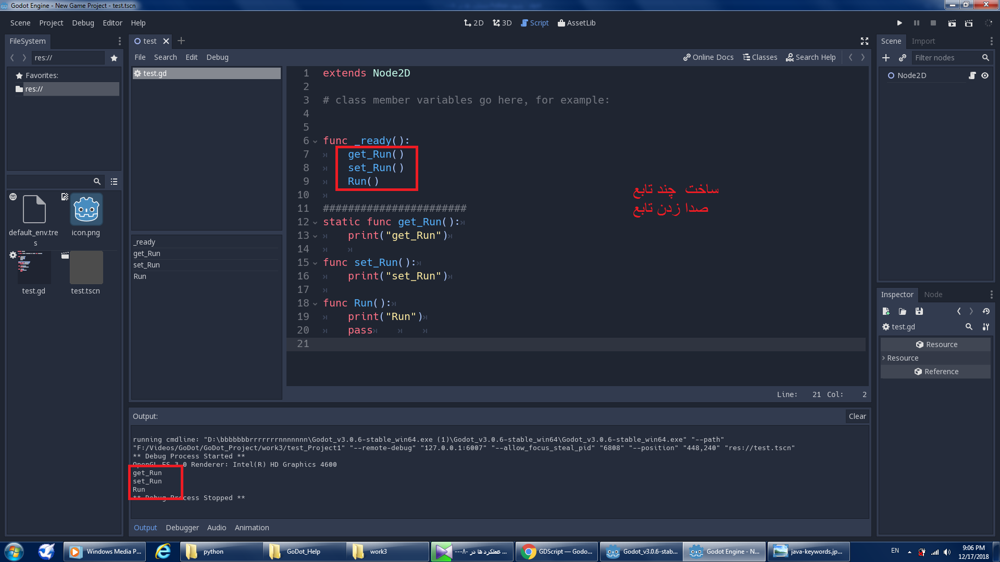 Godot Engine - New Game Project - test.tscn
Scene Project Debug Editor Help
2D 3D Script AssetLib
FileSystem
test
Scene Import
res://
File Search Edit Debug
Online Docs Classes Search Help
Filter nodes
Favorites:
res://
test.gd
Node2D
1 extends Node2D
2
3 # class member variables go here, for example:
4
5
6 func _ready():
7 get_Run()
8 set_Run()
9 Run()
10
11 #######################
12 static func get_Run():
13 print("get_Run")
14
15 func set_Run():
16 print("set_Run")
17
18 func Run():
19 print("Run")
20 pass
21
ساخت چند تابع
صدا زدن تابع
default_env.tres
icon.png
test.gd
test.tscn
_ready
get_Run
set_Run
Run
Line: 21 Col: 2
Inspector Node
test.gd
Resource
Resource
Reference
Output:
Clear
running cmdline: "D:\bbbbbbbrrrrrrrnnnnnnn\Godot_v3.0.6-stable_win64.exe (1)\Godot_v3.0.6-stable_win64\Godot_v3.0.6-stable_win64.exe" "--path"
"F:/Videos/GoDot/GoDot_Project/work3/test_Project1" "--remote-debug" "127.0.0.1:6007" "--allow_focus_steal_pid" "6808" "--position" "448,240" "res://test.tscn"
** Debug Process Started **
OpenGL ES 3.0 Renderer: Intel(R) HD Graphics 4600
get_Run
set_Run
Run
** Debug Process Stopped **
Output Debugger Audio Animation
Windows Media P...
python
GoDot_Help
work3
عملکرد ها در -۸---...
GDScript — Godo...
Godot_v3.0.6-stab...
Godot Engine - N...
java-keywords.jp...
EN
9:06 PM
12/17/2018